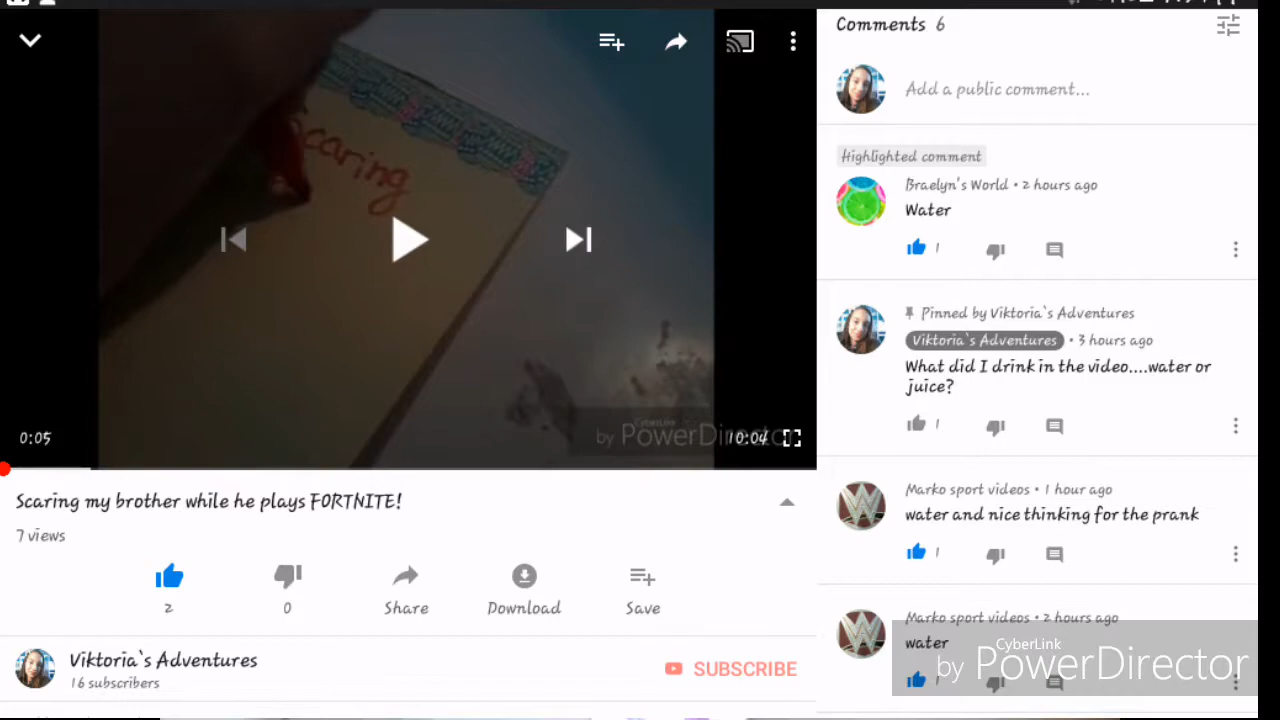 scaring
CyberLink
by PowerDirector
0:05
10:04
Scaring my brother while he plays FORTNITE!
7 views
2
0
Share
Download
Save
Viktoria`s Adventures
16 subscribers
SUBSCRIBE
Comments 6
Add a public comment...
Highlighted comment
Braelyn's World • 2 hours ago
Water
1
Pinned by Viktoria`s Adventures
Viktoria`s Adventures • 3 hours ago
What did I drink in the video....water or
juice?
1
Marko sport videos • 1 hour ago
water and nice thinking for the prank
1
Marko sport videos • 2 hours ago
water
1
CyberLink
by PowerDirector